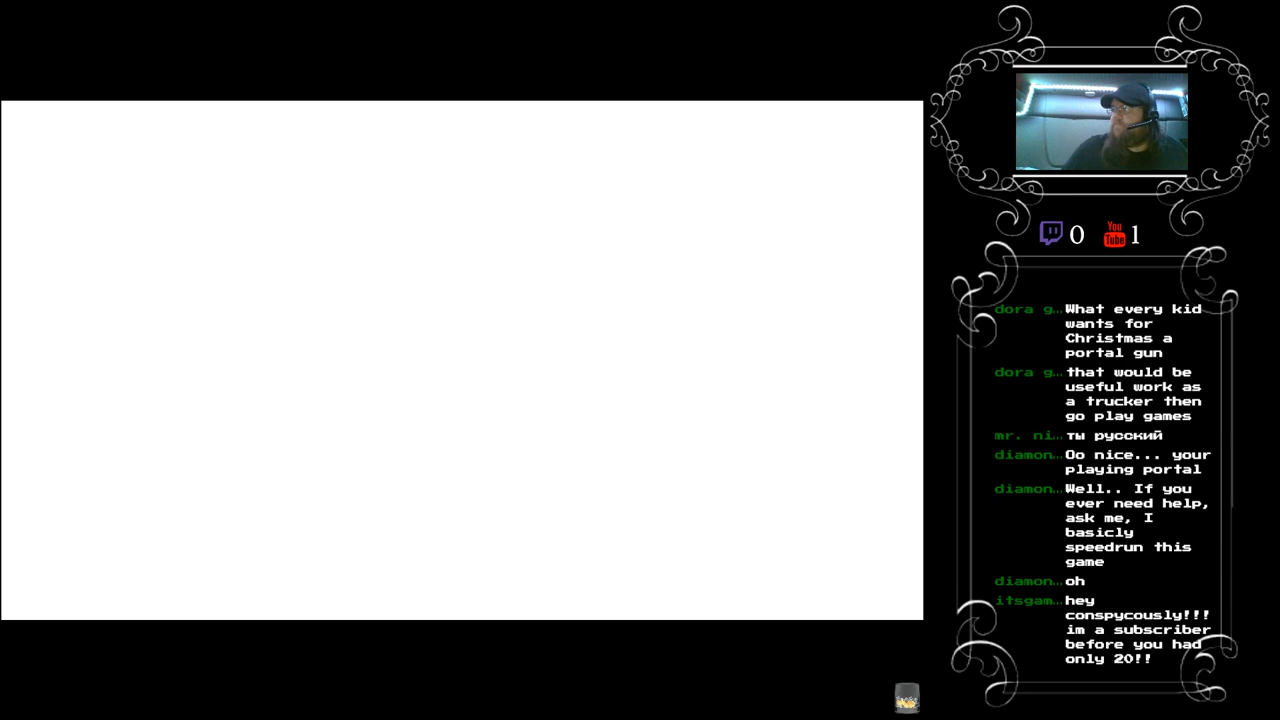 0 You Tube 1
dora g... What every kid
wants for
Christmas a
portal gun
dora g... that would be
useful work as
a trucker then
go play games
mr. ni... ты русский
diamon... Oo nice... your
playing portal
diamon... Well.. If you
ever need help,
ask me, I
basicly
speedrun this
game
diamon... oh
itsgam... hey
conspycously!!!
im a subscriber
before you had
only 20!!